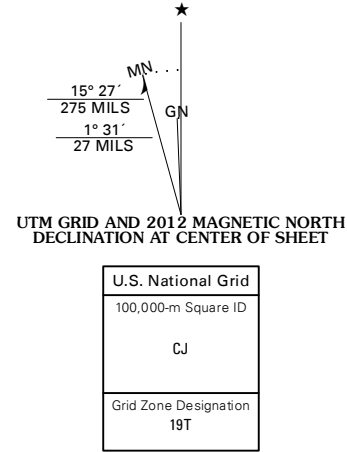 ★
MN
15° 27´
275 MILS
GN
1° 31´
27 MILS
UTM GRID AND 2012 MAGNETIC NORTH
DECLINATION AT CENTER OF SHEET
U.S. National Grid
100,000-m Square ID
CJ
Grid Zone Designation
19T